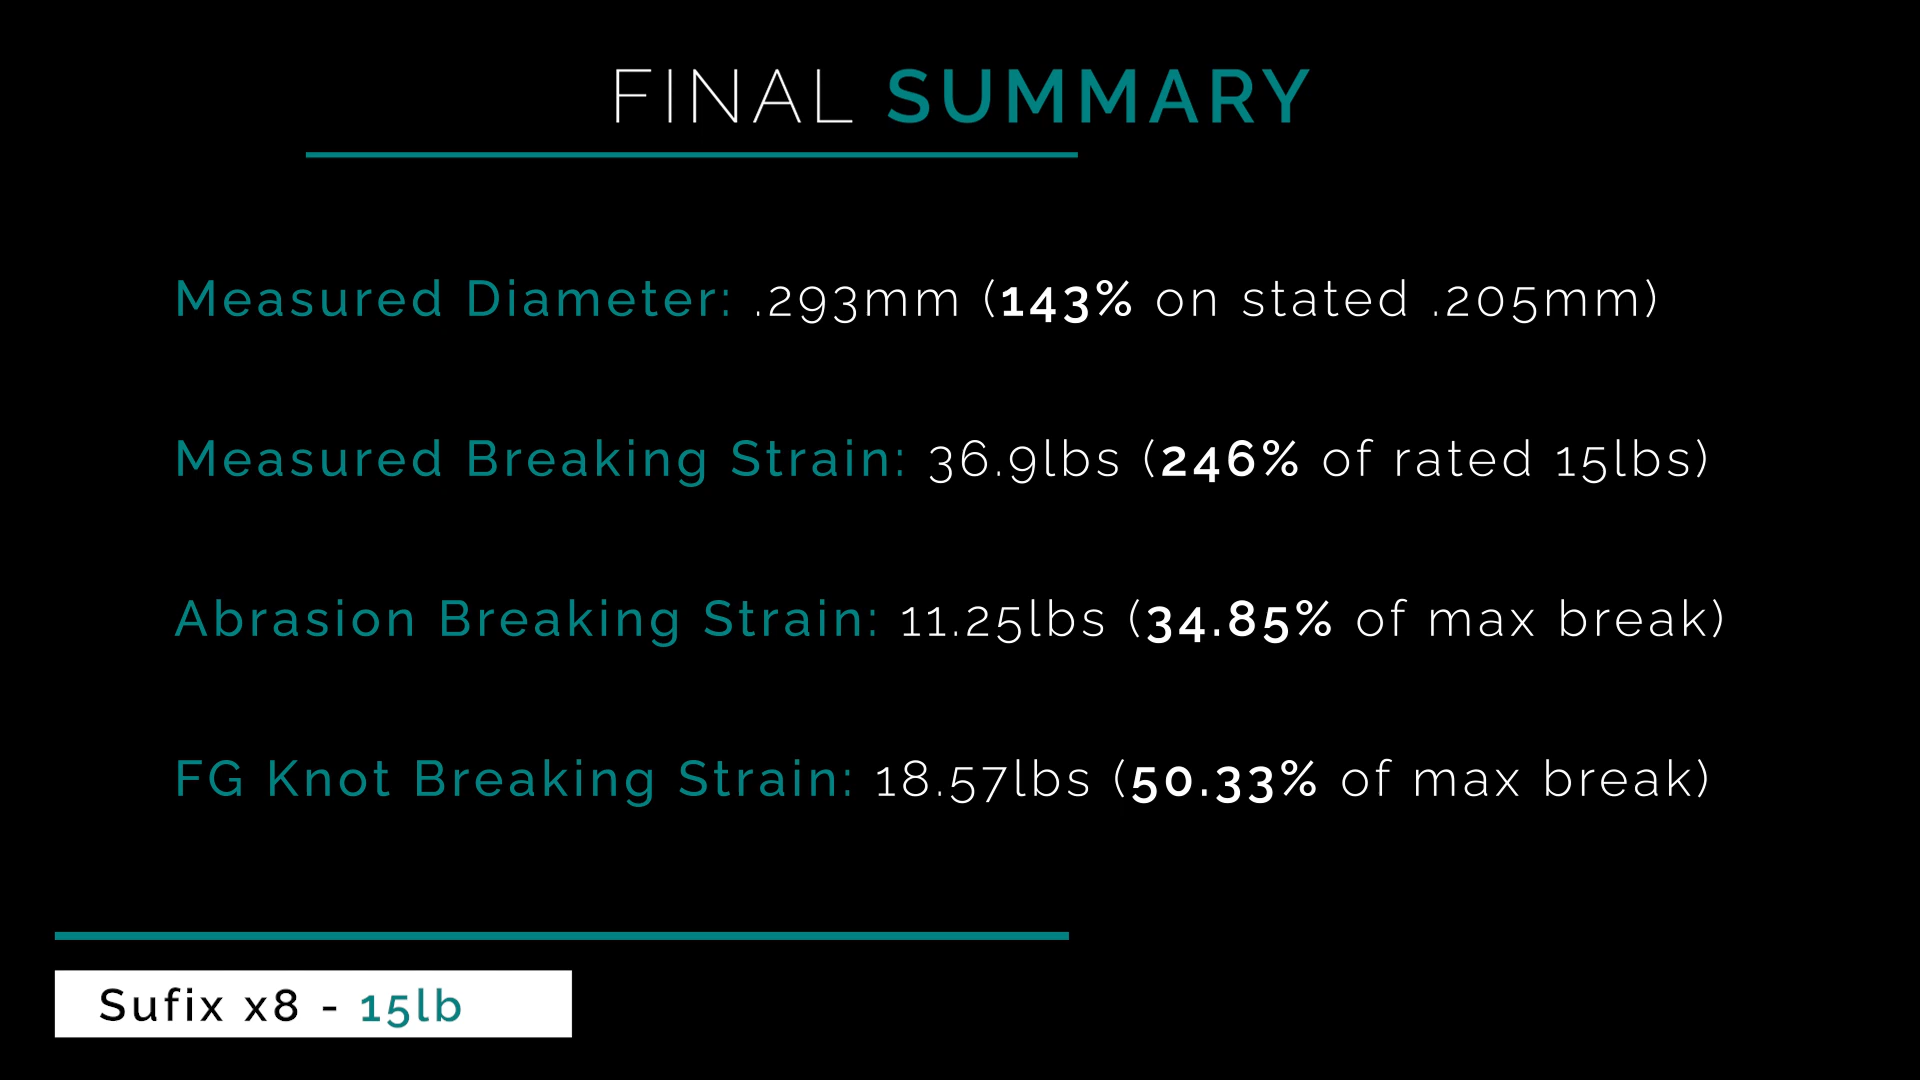 FINAL SUMMARY
Measured Diameter: .293mm (143% on stated .205mm)
Measured Breaking Strain: 36.9lbs (246% of rated 15lbs)
Abrasion Breaking Strain: 11.25lbs (34.85% of max break)
FG Knot Breaking Strain: 18.57lbs (50.33% of max break)
Sufix x8 - 15lb